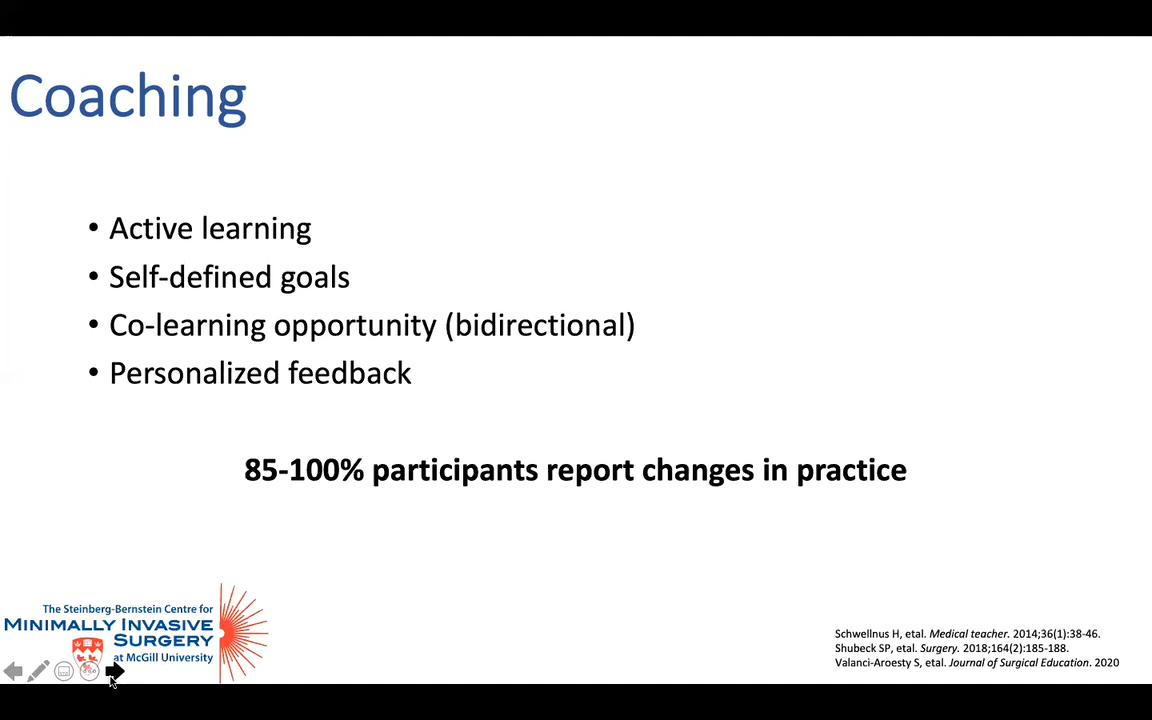 Coaching
• Active learning
• Self-defined goals
• Co-learning opportunity (bidirectional)
• Personalized feedback
85-100% participants report changes in practice
The Steinberg-Bernstein Centre for
MINIMALLY INVASIVE
SURGERY
at McGill University
Schwellnus H, etal. Medical teacher. 2014;36(1):38-46.
Shubeck SP, etal. Surgery. 2018;164(2):185-188.
Valanci-Aroesty S, etal. Journal of Surgical Education. 2020